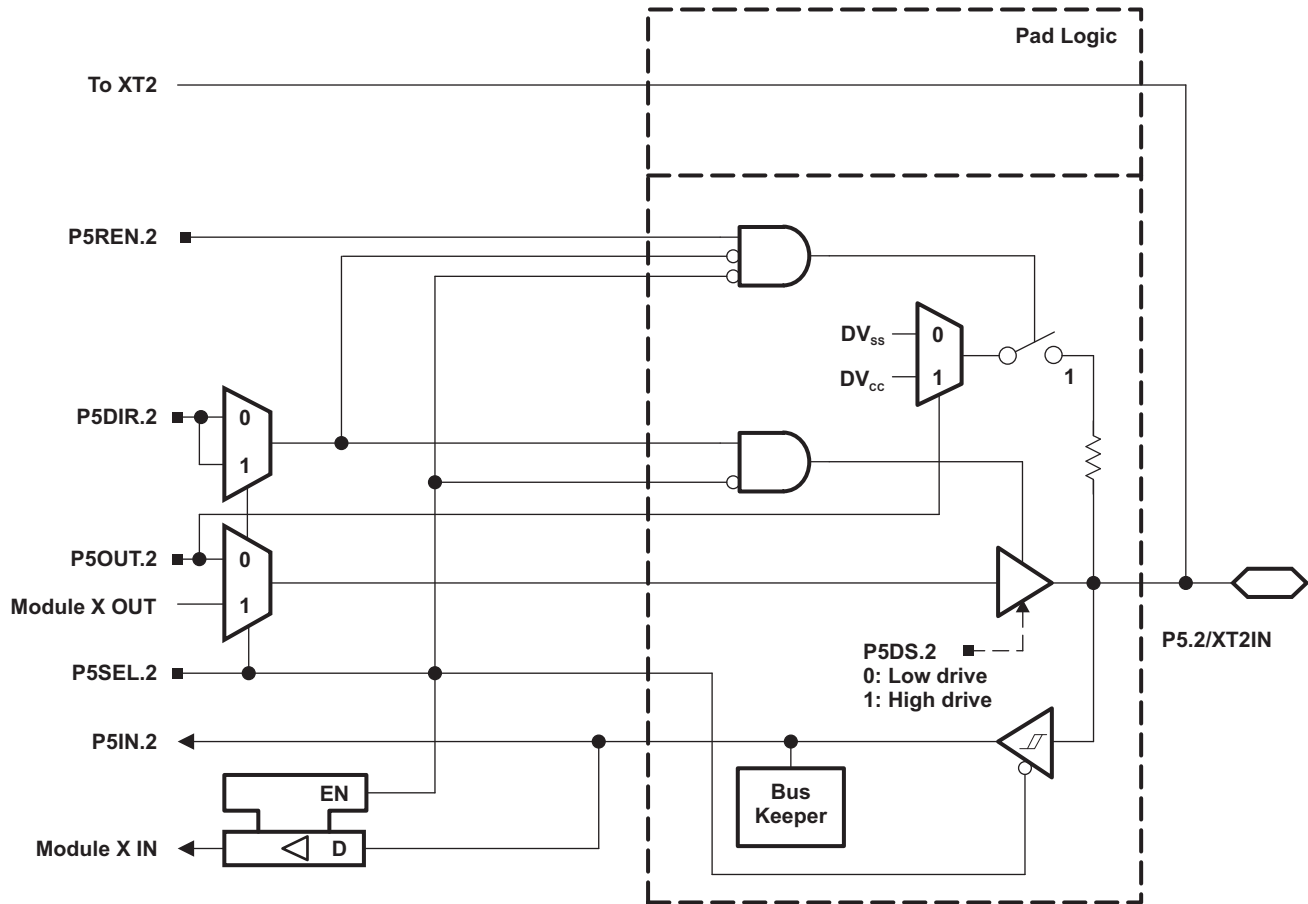 Pad Logic
To XT2
P5REN.2
DVss
0
DVcc
1
1
P5DIR.2
0
1
P5OUT.2
0
Module X OUT
1
P5SEL.2
P5DS.2
0: Low drive
1: High drive
P5.2/XT2IN
P5IN.2
EN
Bus
Keeper
Module X IN
D